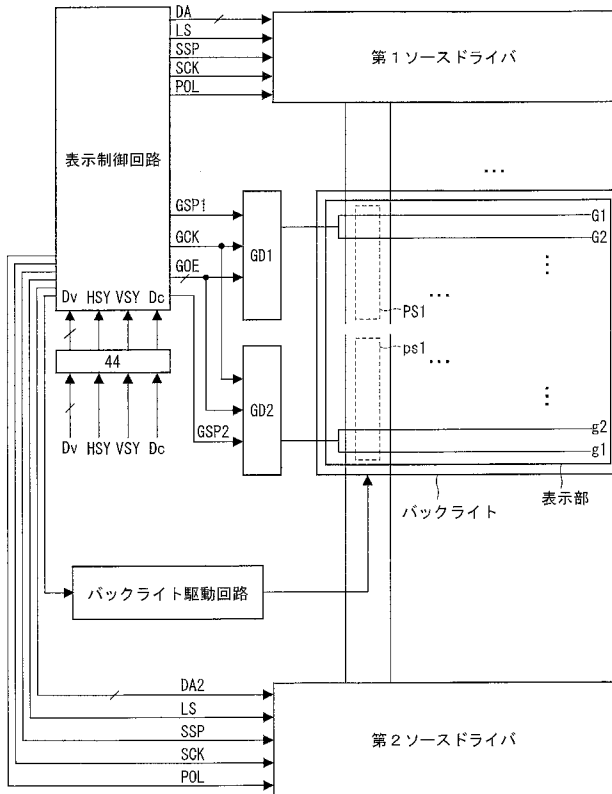 DA
LS
SSP
SCK
POL
第1ソースドライバ
表示制御回路
...
GSP1
GCK
GOE
GD1
G1
G2
PS1
...
Dv HSY VSY Dc
44
ps1
...
GD2
GSP2
g2
g1
Dv HSY VSY Dc
バックライト
表示部
バックライト駆動回路
DA2
LS
SSP
SCK
POL
第2ソースドライバ